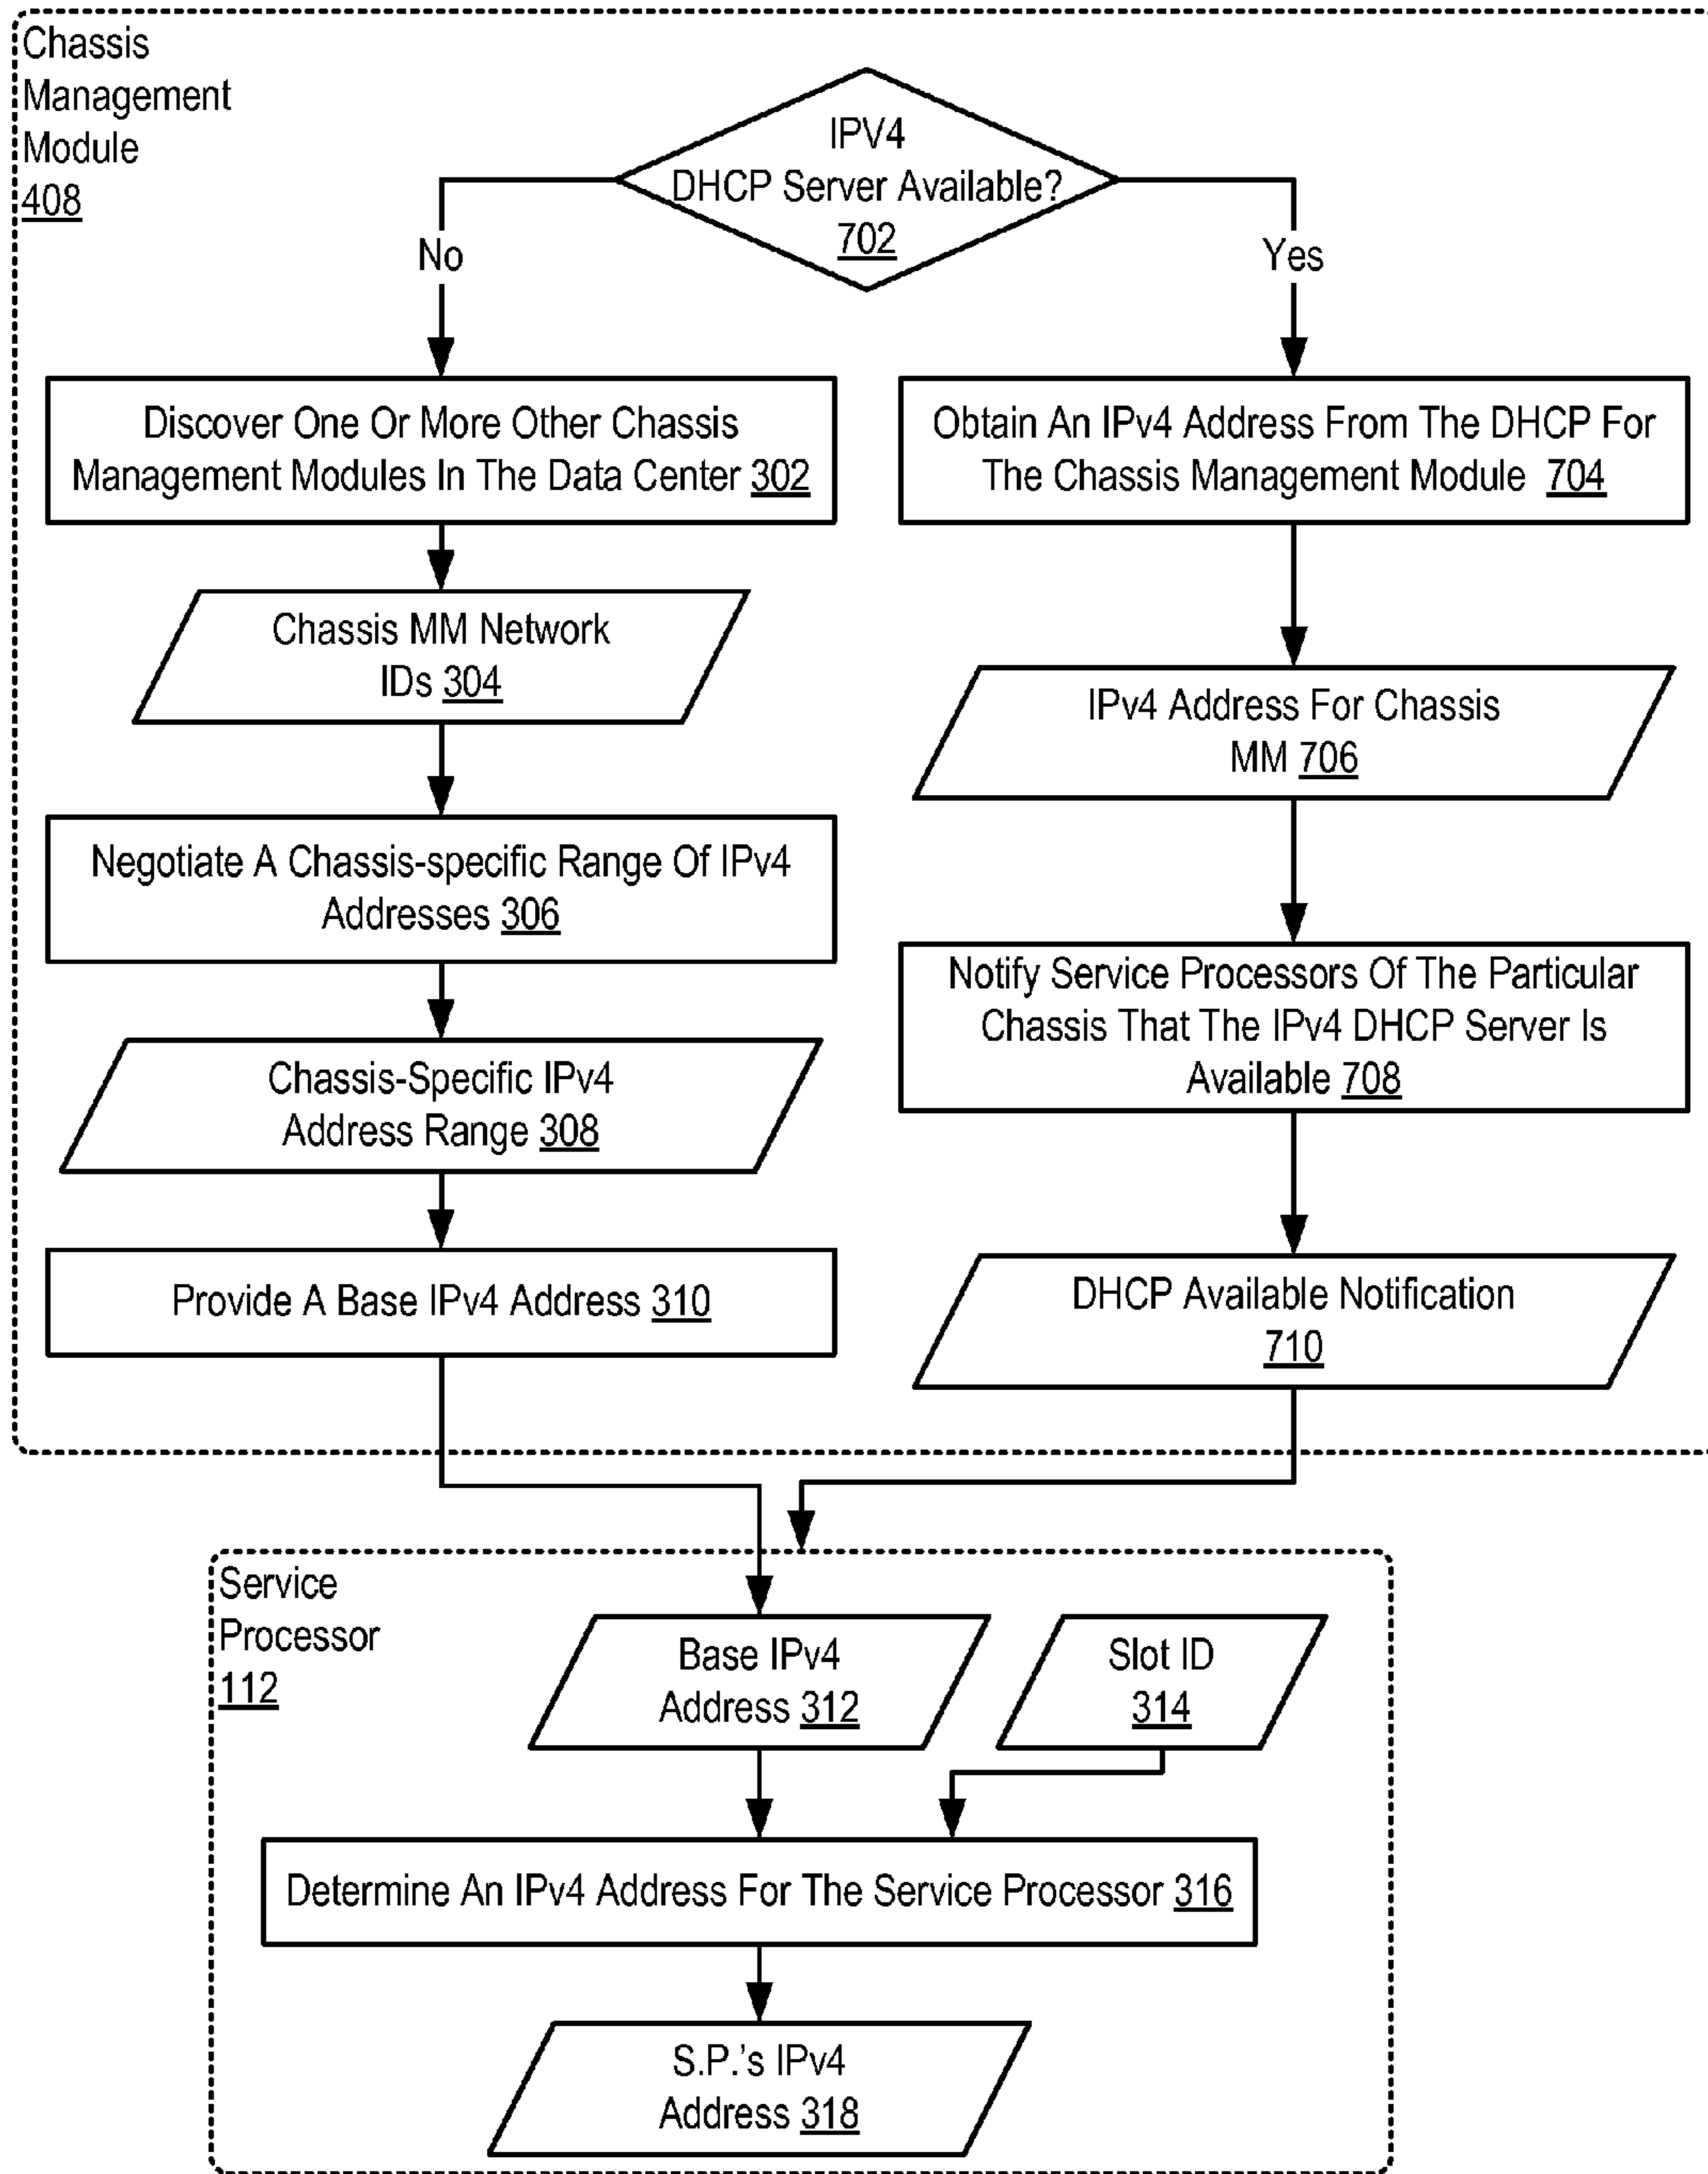 Chassis
Management
Module
408
IPV4
DHCP Server Available?
702
No
Yes
Discover One Or More Other Chassis
Management Modules In The Data Center 302
Obtain An IPv4 Address From The DHCP For
The Chassis Management Module 704
Chassis MM Network
IDs 304
IPv4 Address For Chassis
MM 706
Negotiate A Chassis-specific Range Of IPv4
Addresses 306
Notify Service Processors Of The Particular
Chassis That The IPv4 DHCP Server Is
Available 708
Chassis-Specific IPv4
Address Range 308
Provide A Base IPv4 Address 310
DHCP Available Notification
710
Service
Processor
112
Base IPv4
Address 312
Slot ID
314
Determine An IPv4 Address For The Service Processor 316
S.P.'s IPv4
Address 318